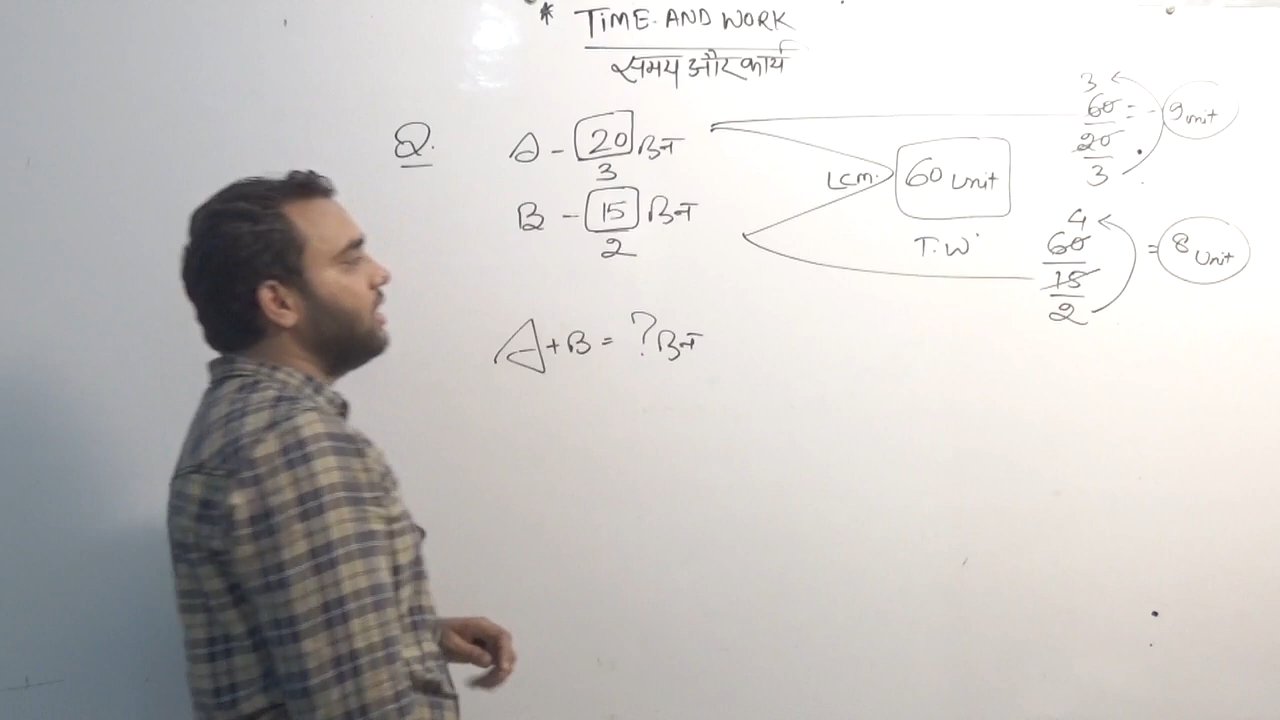 * TIME AND WORK
समय और कार्य
Q. A - 20/3 दिन
B - 15/2 दिन
A + B = ? दिन
LCM. 60 Unit
T.W
3
60/20/3 = 9 unit
4
60/15/2 = 8 Unit